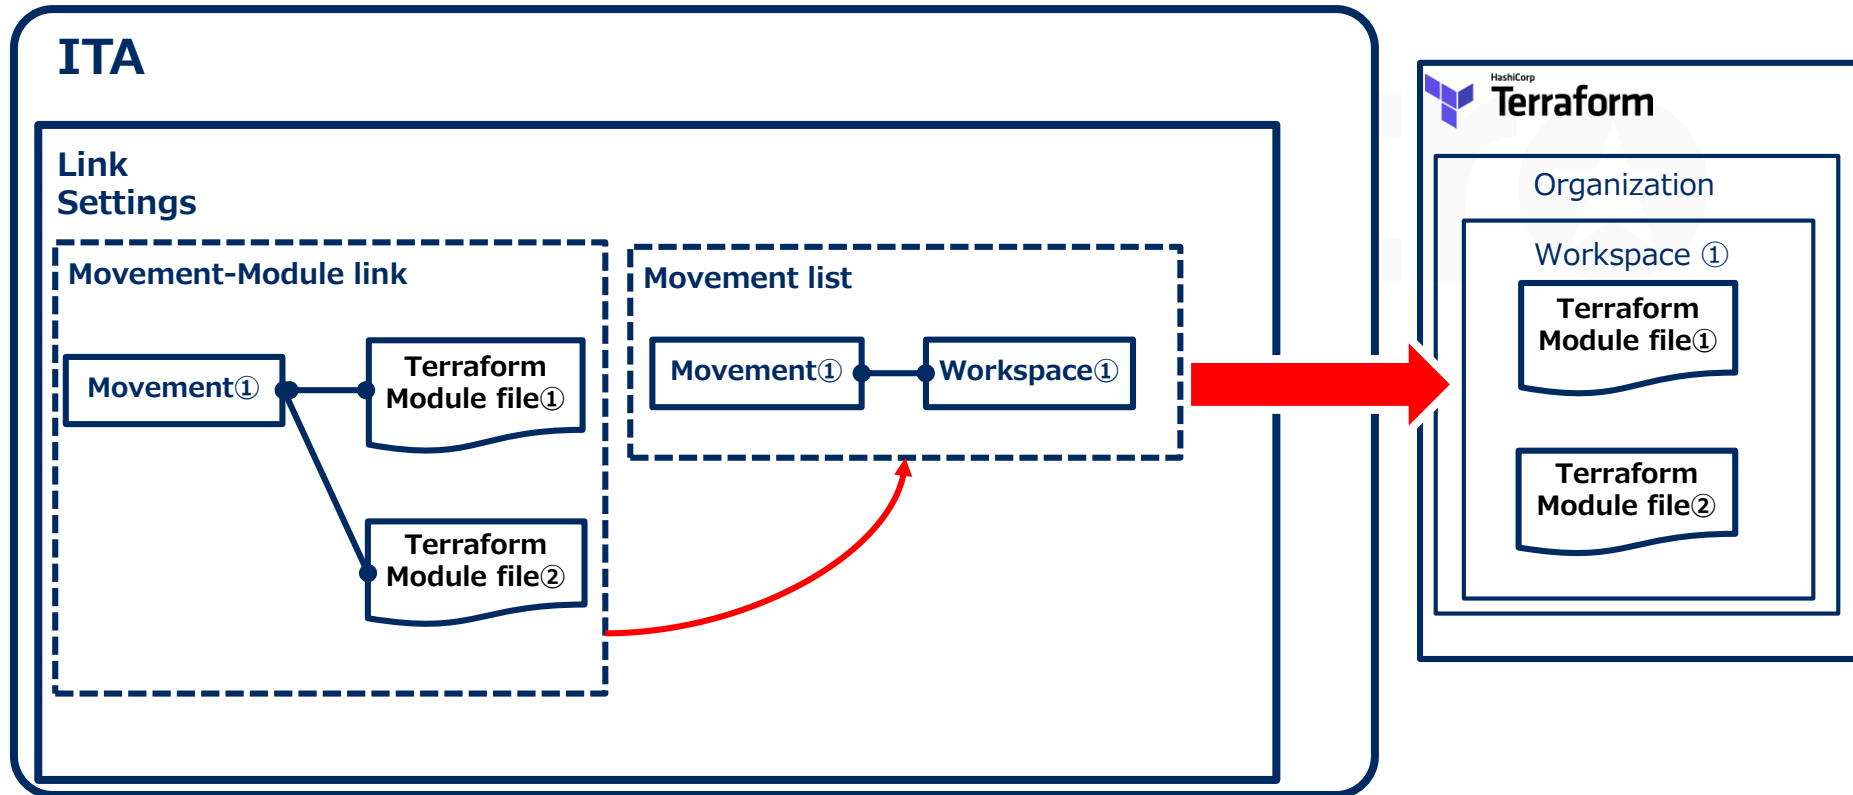 ITA
Link
Settings
Movement-Module link
Movement①
Terraform
Module file①
Terraform
Module file②
Movement list
Movement①
Workspace①
HashiCorp
Terraform
Organization
Workspace ①
Terraform
Module file①
Terraform
Module file②